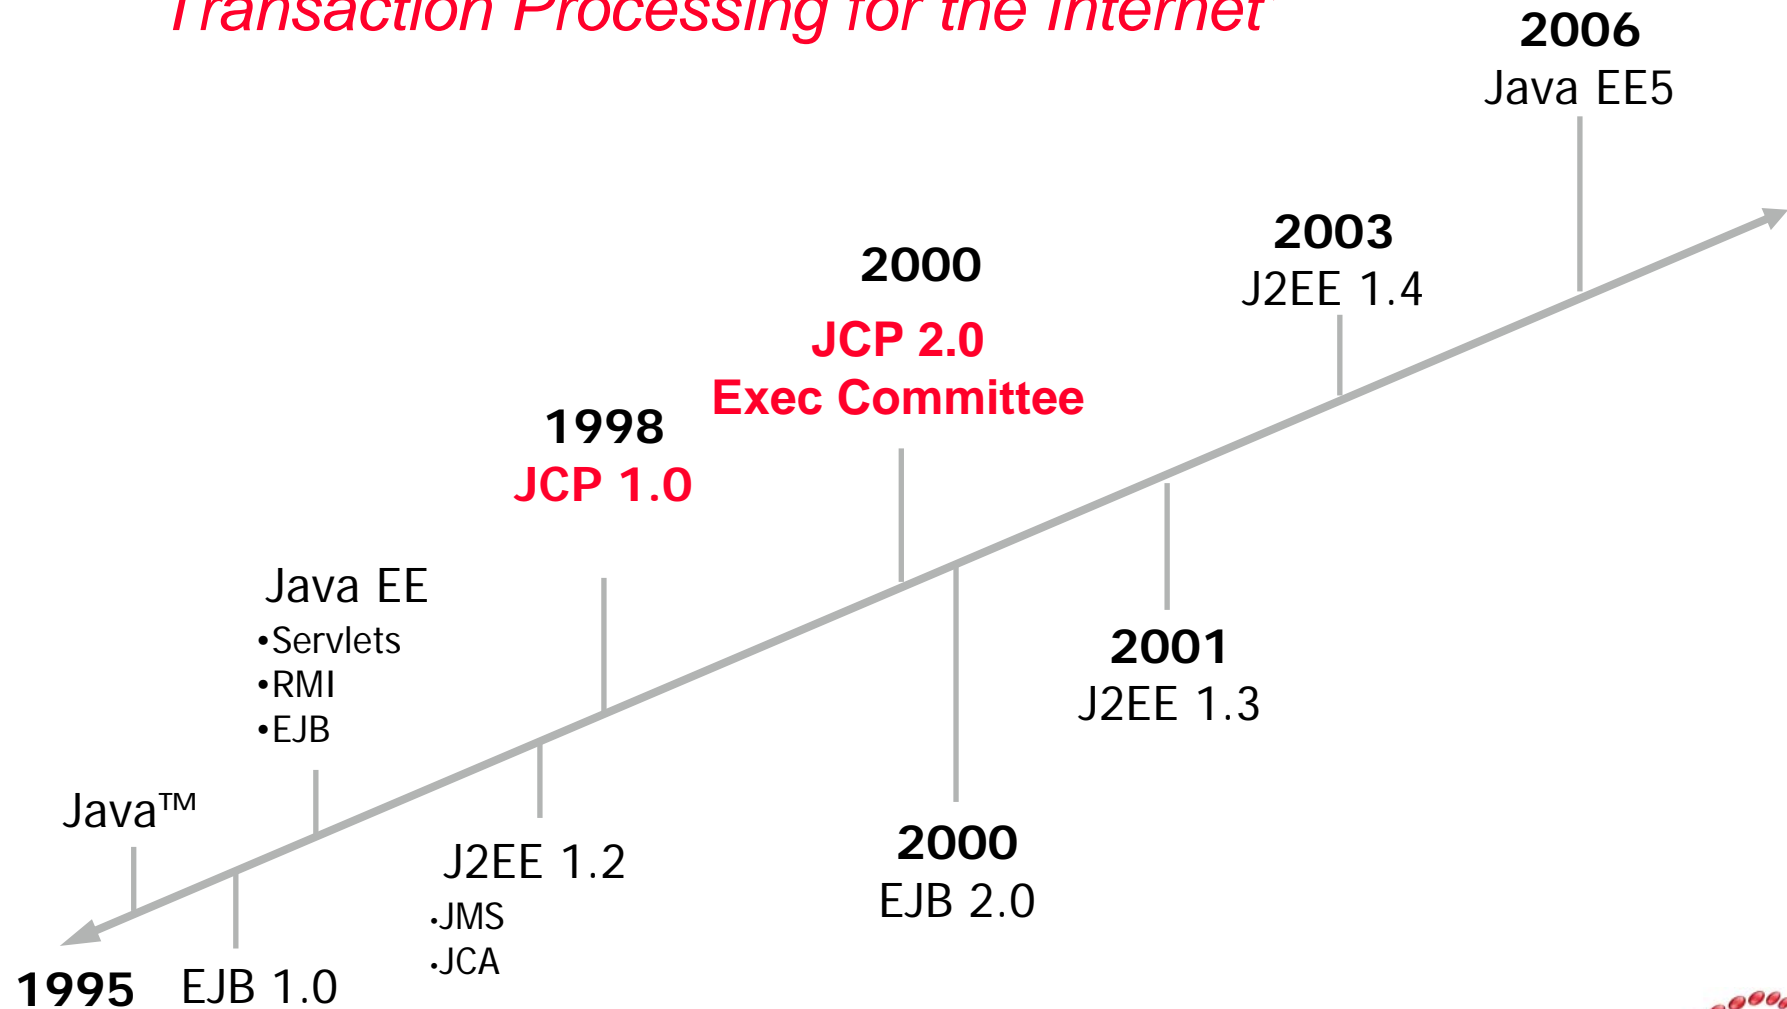 Transaction Processing for the Internet
2006
Java EE5
2003
J2EE 1.4
2000
JCP 2.0
Exec Committee
1998
JCP 1.0
Java EE
•Servlets
•RMI
•EJB
2001
J2EE 1.3
Java™
J2EE 1.2
•JMS
•JCA
2000
EJB 2.0
1995
EJB 1.0